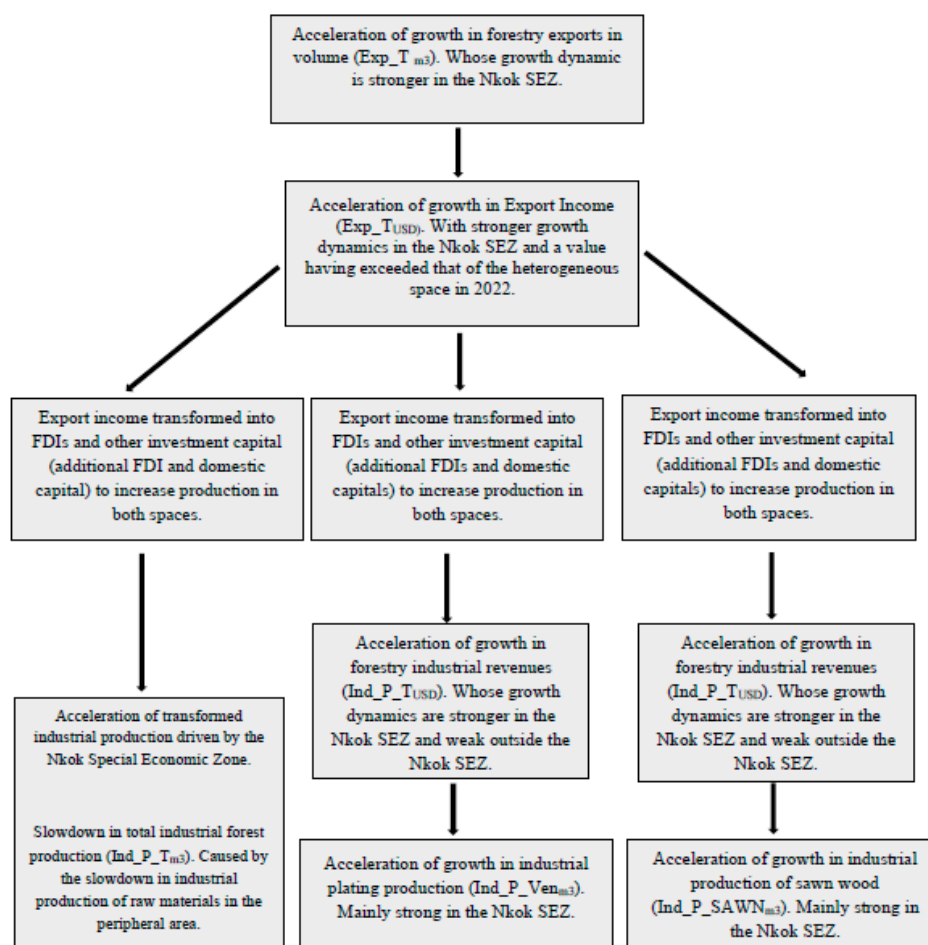 Acceleration of growth in forestry exports in
volume (Exp_T m3). Whose growth dynamic
is stronger in the Nkok SEZ.
Acceleration of growth in Export Income
(Exp_TUSD). With stronger growth
dynamics in the Nkok SEZ and a value
having exceeded that of the heterogeneous
space in 2022.
Export income transformed into
FDIs and other investment capital
(additional FDI and domestic
capital) to increase production in
both spaces.
Export income transformed into
FDIs and other investment capital
(additional FDIs and domestic
capitals) to increase production in
both spaces.
Export income transformed into
FDIs and other investment capital
(additional FDIs and domestic
capitals) to increase production in
both spaces.
Acceleration of transformed
industrial production driven by the
Nkok Special Economic Zone.
Slowdown in total industrial forest
production (Ind_P_Tm3). Caused by
the slowdown in industrial
production of raw materials in the
peripheral area.
Acceleration of growth in
forestry industrial revenues
(Ind_P_TUSD). Whose growth
dynamics are stronger in the
Nkok SEZ and weak outside the
Nkok SEZ.
Acceleration of growth in
forestry industrial revenues
(Ind_P_TUSD). Whose growth
dynamics are stronger in the
Nkok SEZ and weak outside the
Nkok SEZ.
Acceleration of growth in industrial
plating production (Ind_P_Venm3).
Mainly strong in the Nkok SEZ.
Acceleration of growth in industrial
production of sawn wood
(Ind_P_SAWNm3). Mainly strong in
the Nkok SEZ.